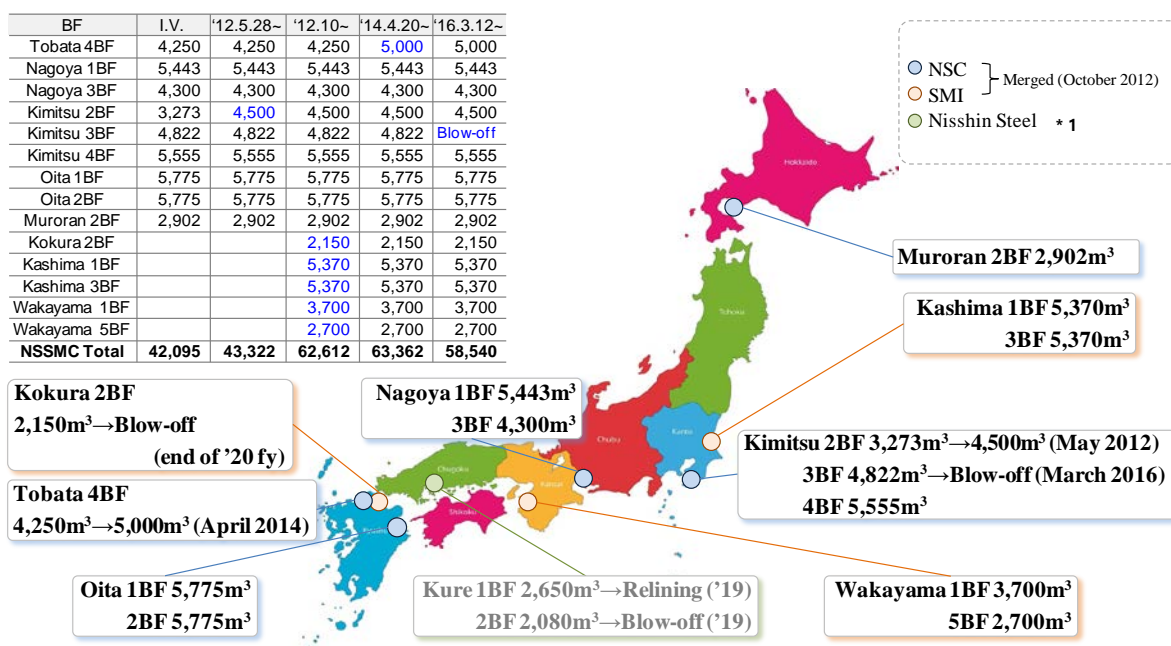 BF I.V. '12.5.28~ '12.10~ '14.4.20~ '16.3.12~
Tobata 4BF 4,250 4,250 4,250 5,000 5,000
Nagoya 1BF 5,443 5,443 5,443 5,443 5,443
Nagoya 3BF 4,300 4,300 4,300 4,300 4,300
Kimitsu 2BF 3,273 4,500 4,500 4,500 4,500
Kimitsu 3BF 4,822 4,822 4,822 4,822 Blow-off
Kimitsu 4BF 5,555 5,555 5,555 5,555 5,555
Oita 1BF 5,775 5,775 5,775 5,775 5,775
Oita 2BF 5,775 5,775 5,775 5,775 5,775
Muroran 2BF 2,902 2,902 2,902 2,902 2,902
Kokura 2BF 2,150 2,150 2,150
Kashima 1BF 5,370 5,370 5,370
Kashima 3BF 5,370 5,370 5,370
Wakayama 1BF 3,700 3,700 3,700
Wakayama 5BF 2,700 2,700 2,700
NSSMC Total 42,095 43,322 62,612 63,362 58,540
NSC
SMI
Merged (October 2012)
Nisshin Steel *1
Hokkaido
Muroran 2BF 2,902m³
Tohoku
Kashima 1BF 5,370m³
3BF 5,370m³
Kokura 2BF
2,150m³→Blow-off
(end of '20 fy)
Nagoya 1BF 5,443m³
3BF 4,300m³
Chubu
Kanto
Kimitsu 2BF 3,273m³→4,500m³ (May 2012)
3BF 4,822m³→Blow-off (March 2016)
4BF 5,555m³
Chugoku
Kansai
Shikoku
Tobata 4BF
4,250m³→5,000m³ (April 2014)
Oita 1BF 5,775m³
2BF 5,775m³
Kure 1BF 2,650m³→Relining ('19)
2BF 2,080m³→Blow-off ('19)
Wakayama 1BF 3,700m³
5BF 2,700m³